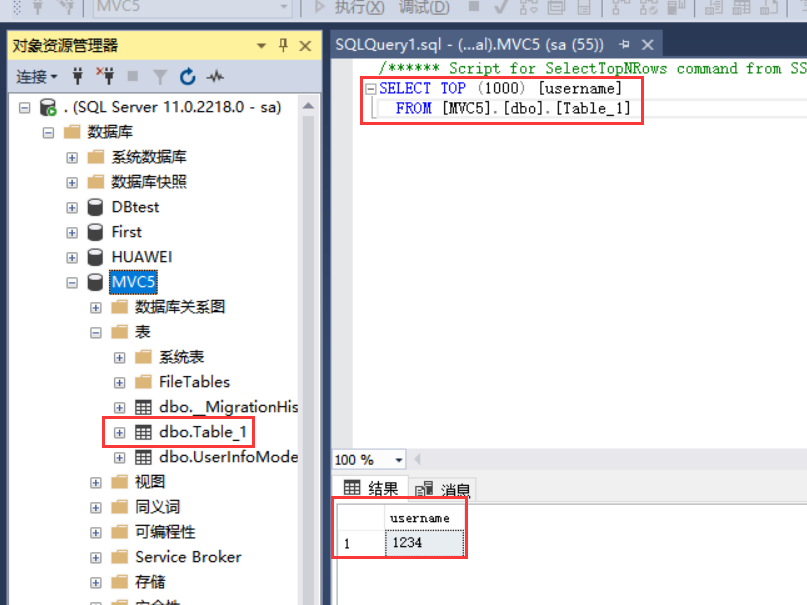 MVC5
执行(X)
调试(D)
对象资源管理器
连接
. (SQL Server 11.0.2218.0 - sa)
数据库
系统数据库
数据库快照
DBtest
First
HUAWEI
MVC5
数据库关系图
表
系统表
FileTables
dbo.__MigrationHis
dbo.Table_1
dbo.UserInfoMode
视图
同义词
可编程性
Service Broker
存储
安全性
SQLQuery1.sql - (...al).MVC5 (sa (55))
/****** Script for SelectTopNRows command from SS
SELECT TOP (1000) [username]
FROM [MVC5].[dbo].[Table_1]
100 %
结果
消息
username
1
1234